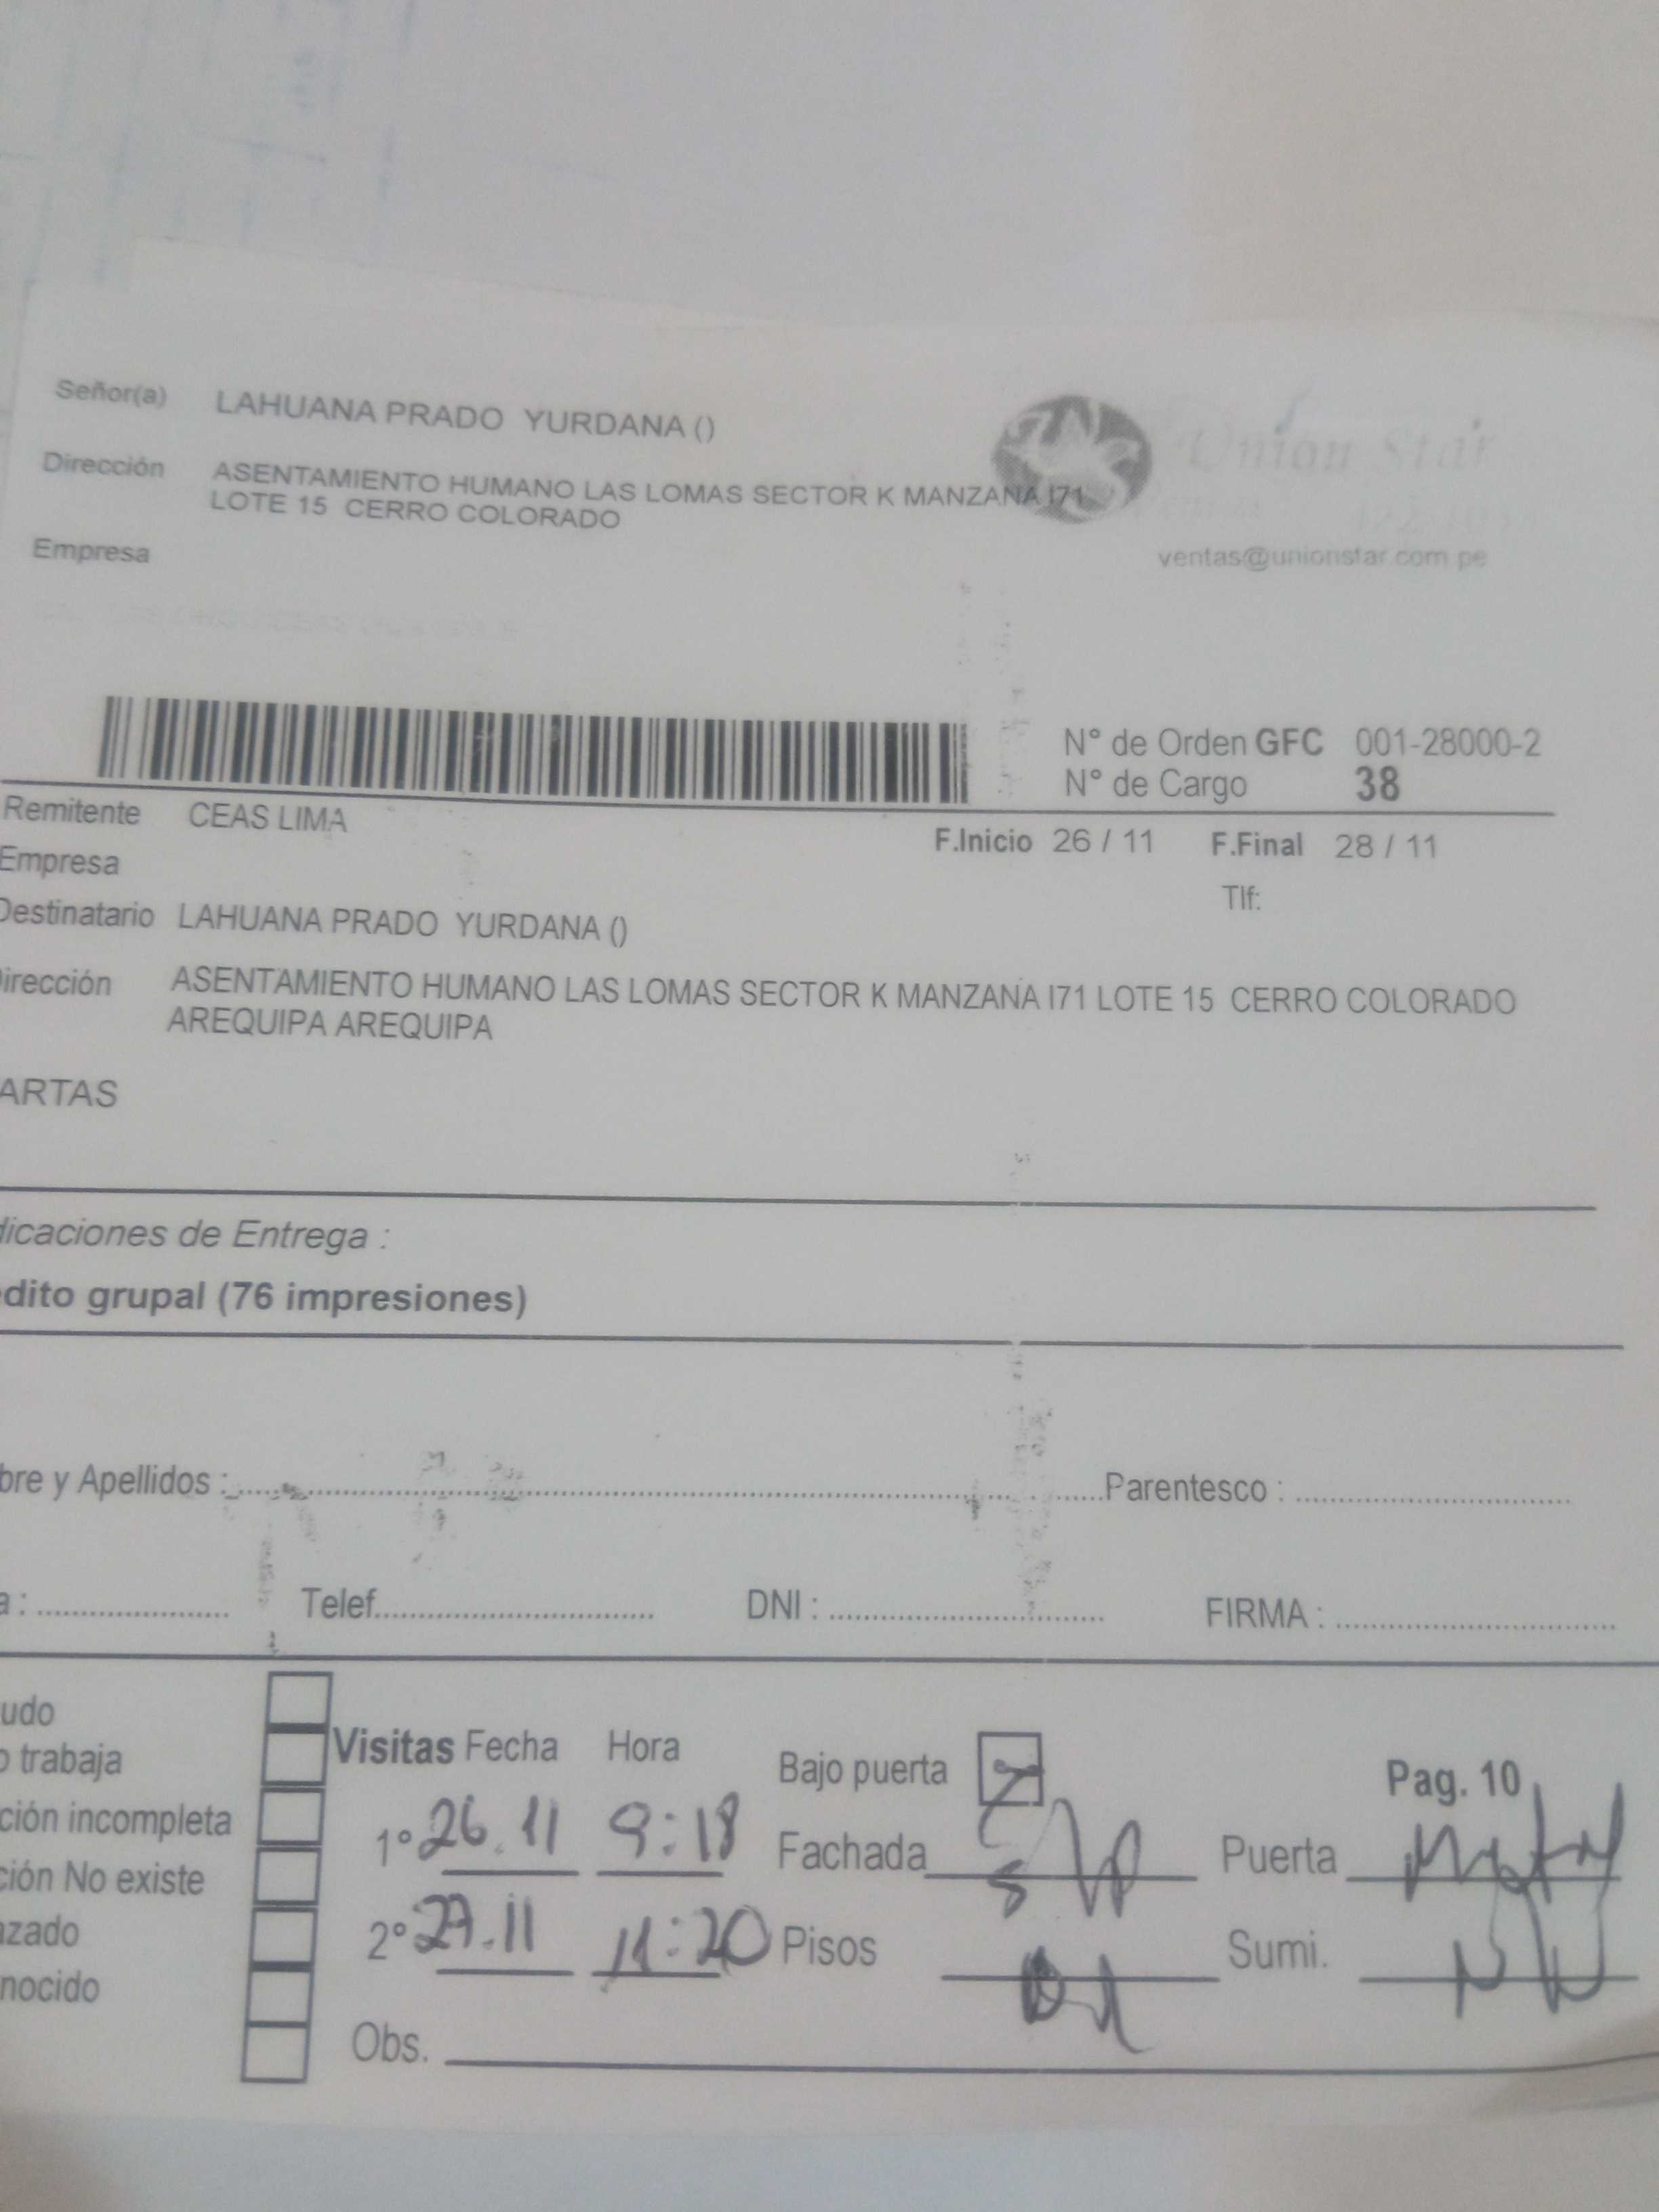 Señor(a) LAHUANA PRADO YURDANA ()
Dirección ASENTAMIENTO HUMANO LAS LOMAS SECTOR K MANZANA I71
LOTE 15 CERRO COLORADO
Union Star
Empresa
ventas@unionstar.com.pe
N° de Orden GFC 001-28000-2
N° de Cargo 38
Remitente CEAS LIMA
F.Inicio 26 / 11 F.Final 28 / 11
Empresa
Tlf:
Destinatario LAHUANA PRADO YURDANA ()
irección ASENTAMIENTO HUMANO LAS LOMAS SECTOR K MANZANA I71 LOTE 15 CERRO COLORADO
AREQUIPA AREQUIPA
ARTAS
dicaciones de Entrega :
dito grupal (76 impresiones)
bre y Apellidos : Parentesco :
a : Telef. DNI : FIRMA :
udo
o trabaja
Visitas Fecha Hora Bajo puerta Pag. 10
ción incompleta
1° 26.11 9:18 Fachada Puerta
ción No existe
azado
2° 27.11 11:20 Pisos Sumi.
nocido
Obs.